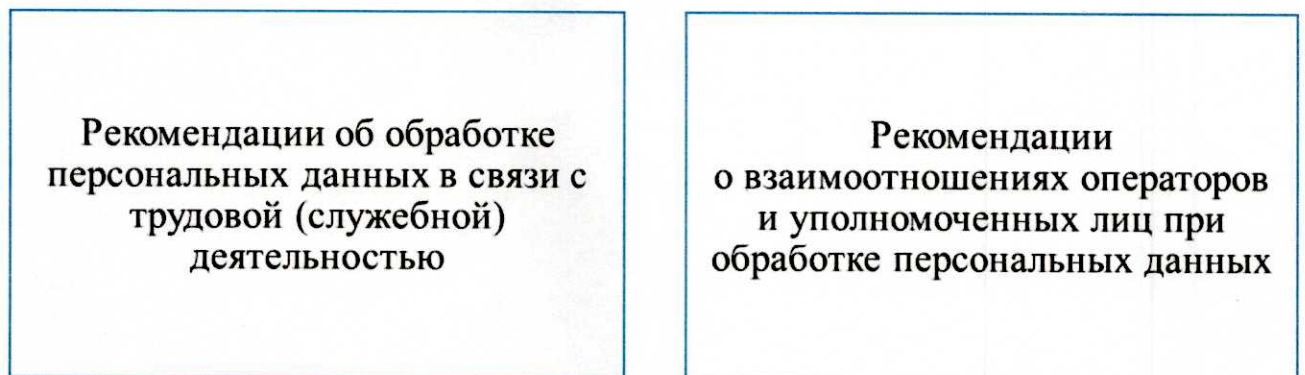 Рекомендации об обработке
персональных данных в связи с
трудовой (служебной)
деятельностью
Рекомендации
о взаимоотношениях операторов
и уполномоченных лиц при
обработке персональных данных